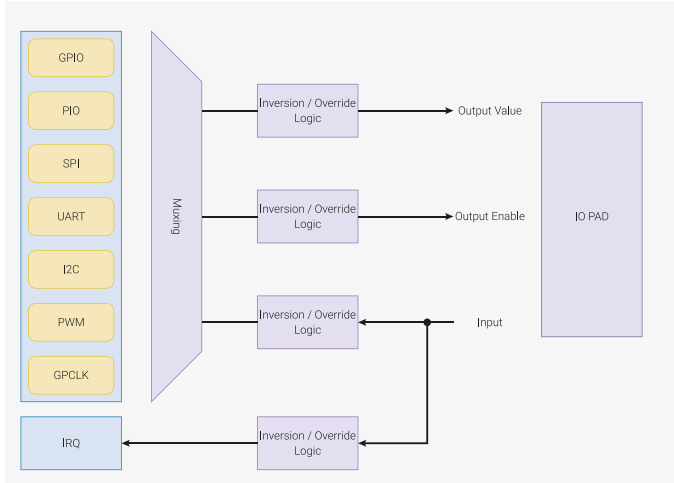 GPIO
PIO
SPI
UART
I2C
PWM
GPCLK
IRQ
Muxing
Inversion / Override
Logic
Output Value
Inversion / Override
Logic
Output Enable
Inversion / Override
Logic
Input
Inversion / Override
Logic
IO PAD